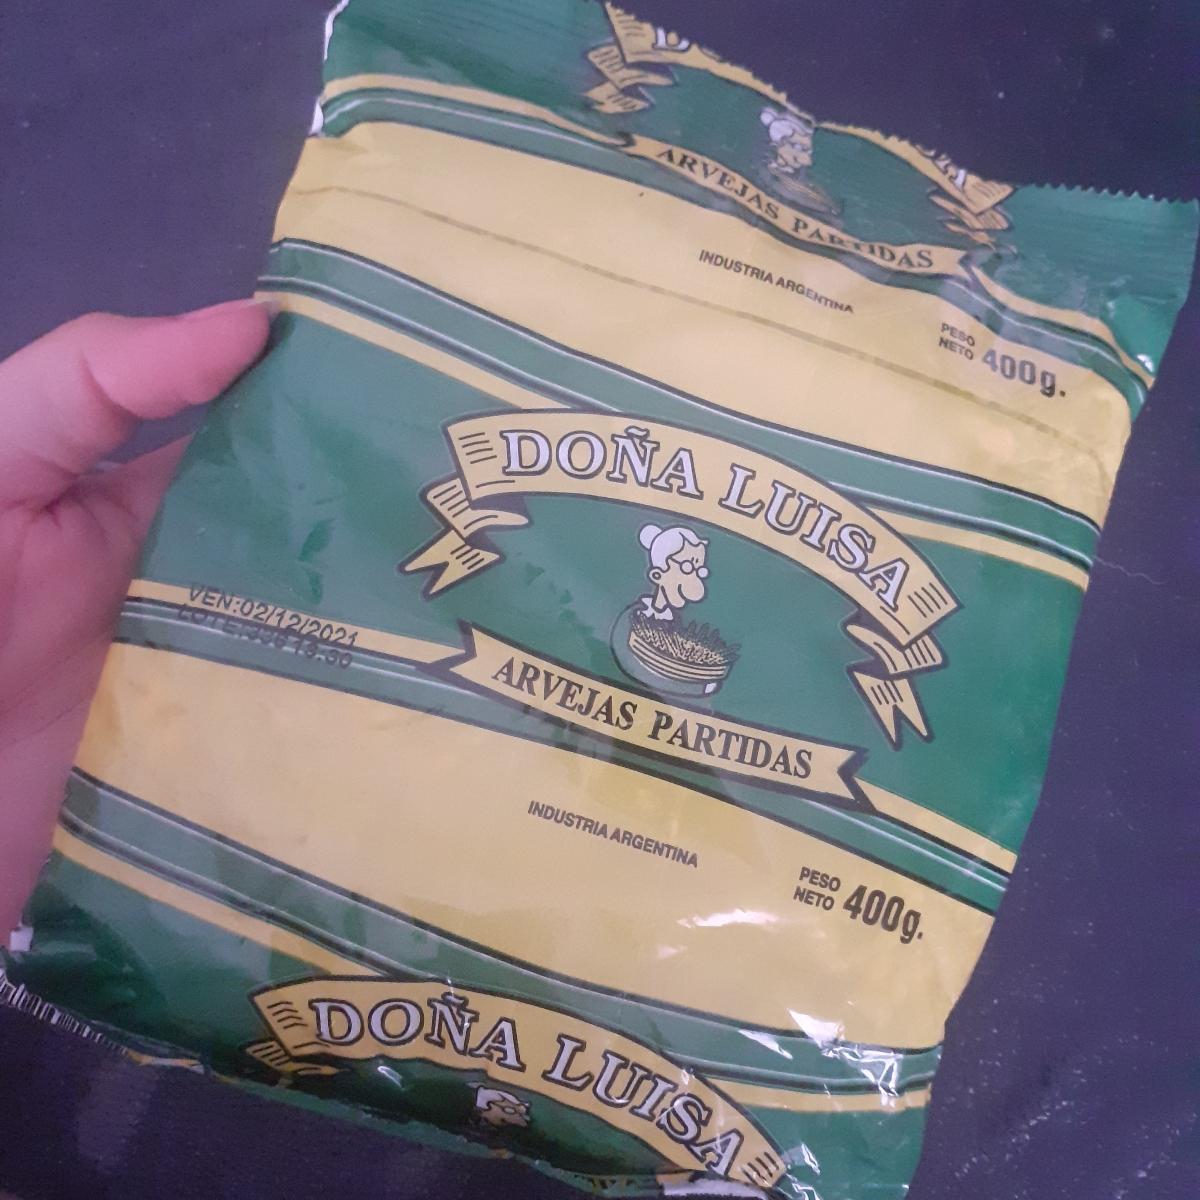 ARVEJAS PARTIDAS
INDUSTRIA ARGENTINA
PESO
NETO 400g.
DOÑA LUISA
VEN:02/12/2021
ARVEJAS PARTIDAS
INDUSTRIA ARGENTINA
PESO
NETO 400g.
DOÑA LUISA